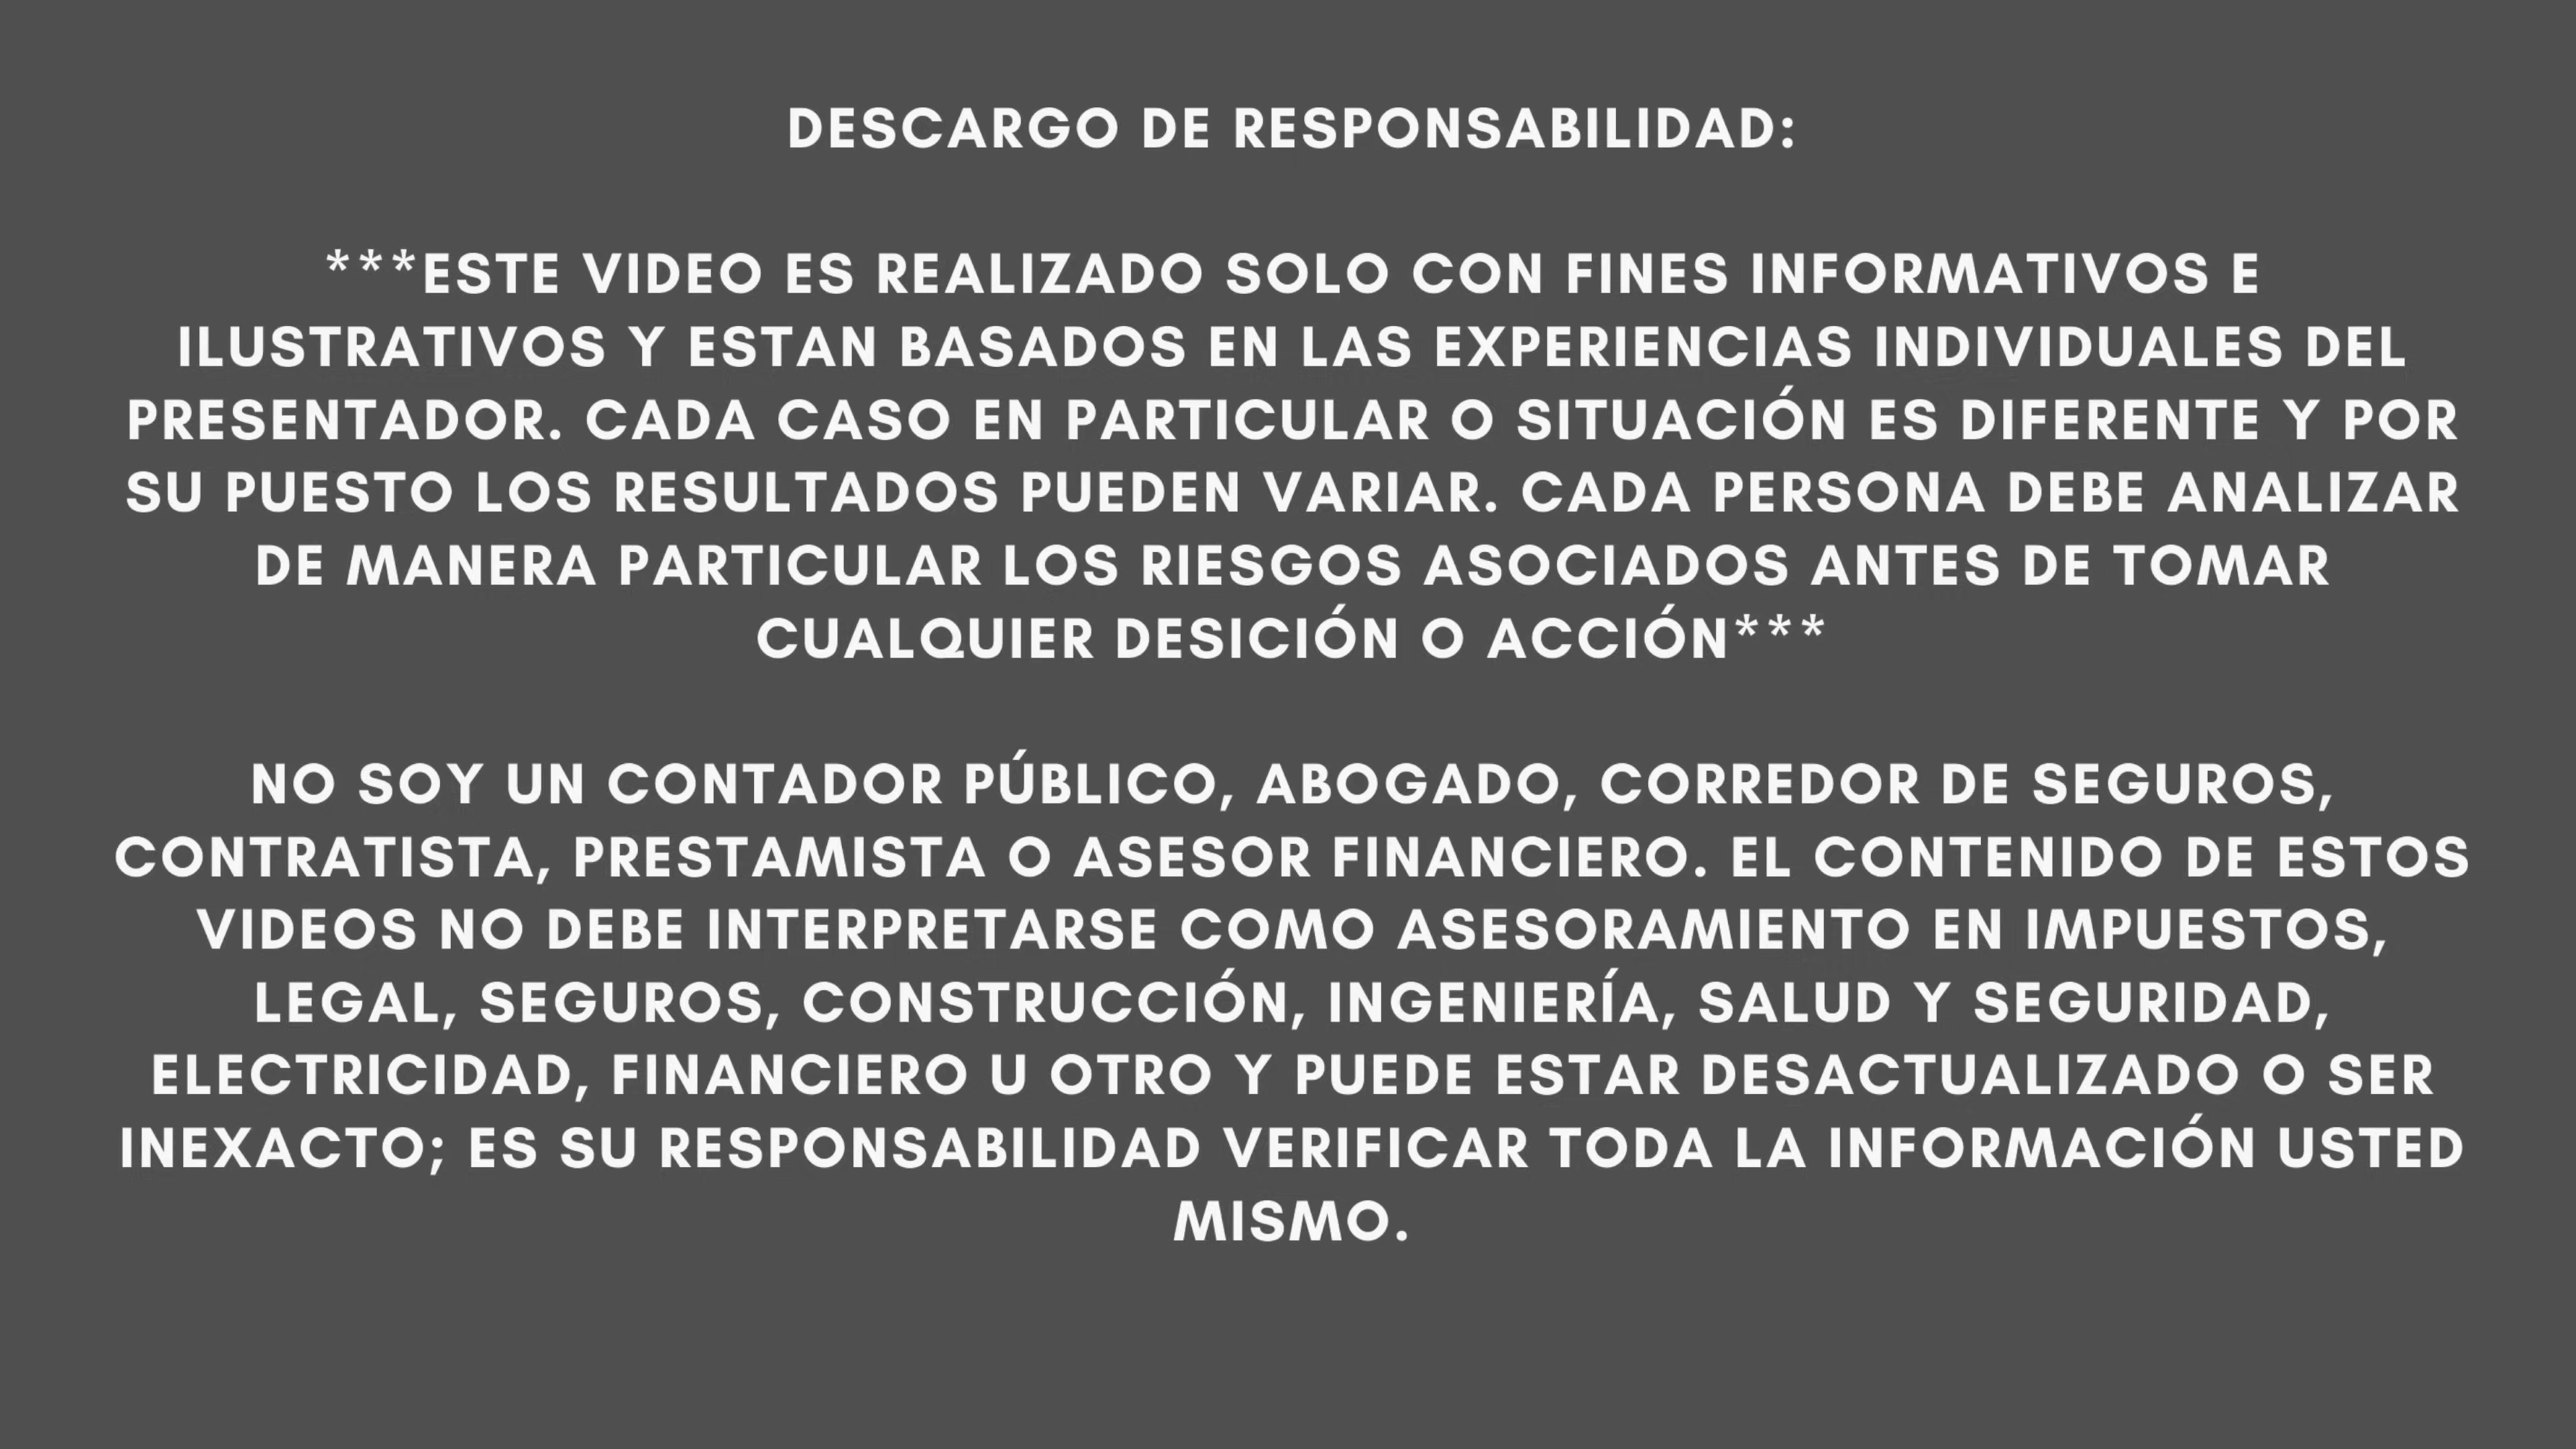 DESCARGO DE RESPONSABILIDAD:
***ESTE VIDEO ES REALIZADO SOLO CON FINES INFORMATIVOS E
ILUSTRATIVOS Y ESTAN BASADOS EN LAS EXPERIENCIAS INDIVIDUALES DEL
PRESENTADOR. CADA CASO EN PARTICULAR O SITUACIÓN ES DIFERENTE Y POR
SU PUESTO LOS RESULTADOS PUEDEN VARIAR. CADA PERSONA DEBE ANALIZAR
DE MANERA PARTICULAR LOS RIESGOS ASOCIADOS ANTES DE TOMAR
CUALQUIER DESICIÓN O ACCIÓN***
NO SOY UN CONTADOR PÚBLICO, ABOGADO, CORREDOR DE SEGUROS,
CONTRATISTA, PRESTAMISTA O ASESOR FINANCIERO. EL CONTENIDO DE ESTOS
VIDEOS NO DEBE INTERPRETARSE COMO ASESORAMIENTO EN IMPUESTOS,
LEGAL, SEGUROS, CONSTRUCCIÓN, INGENIERÍA, SALUD Y SEGURIDAD,
ELECTRICIDAD, FINANCIERO U OTRO Y PUEDE ESTAR DESACTUALIZADO O SER
INEXACTO; ES SU RESPONSABILIDAD VERIFICAR TODA LA INFORMACIÓN USTED
MISMO.